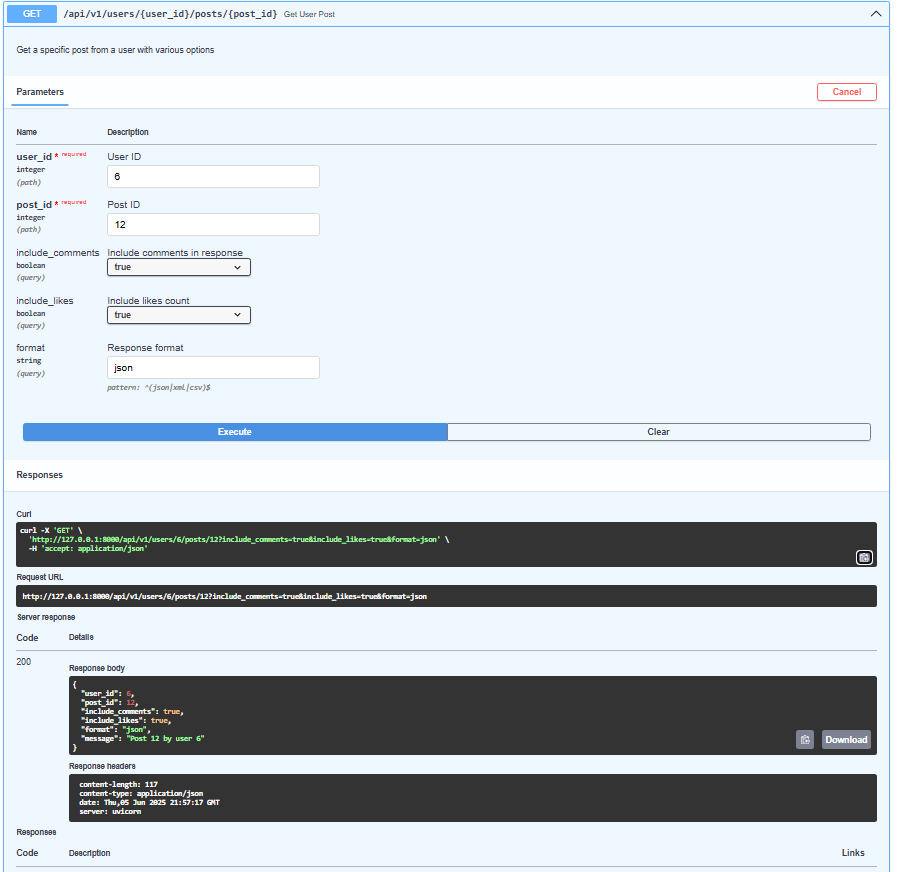 GET /api/v1/users/{user_id}/posts/{post_id} Get User Post
Get a specific post from a user with various options
Parameters Cancel
Name Description
user_id * required User ID
integer
(path)
6
post_id * required Post ID
integer
(path)
12
include_comments Include comments in response
boolean
(query)
true
include_likes Include likes count
boolean
(query)
true
format Response format
string
(query)
json
pattern: ^(json|xml|csv)$
Execute Clear
Responses
Curl
curl -X 'GET' \
'http://127.0.0.1:8000/api/v1/users/6/posts/12?include_comments=true&include_likes=true&format=json' \
-H 'accept: application/json'
Request URL
http://127.0.0.1:8000/api/v1/users/6/posts/12?include_comments=true&include_likes=true&format=json
Server response
Code Details
200
Response body
{
"user_id": 6,
"post_id": 12,
"include_comments": true,
"include_likes": true,
"format": "json",
"message": "Post 12 by user 6"
}
Download
Response headers
content-length: 117
content-type: application/json
date: Thu,05 Jun 2025 21:57:17 GMT
server: uvicorn
Responses
Code Description Links